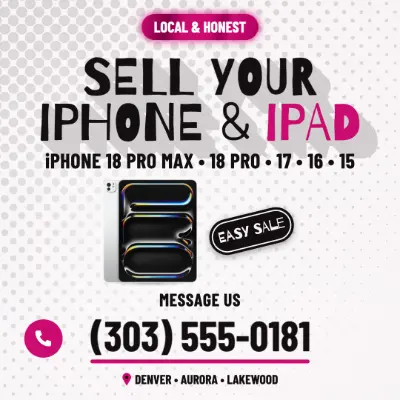 LOCAL & HONEST
SELL YOUR
IPHONE & IPAD
iPHONE 18 PRO MAX • 18 PRO • 17 • 16 • 15
EASY SALE
MESSAGE US
(303) 555-0181
DENVER • AURORA • LAKEWOOD